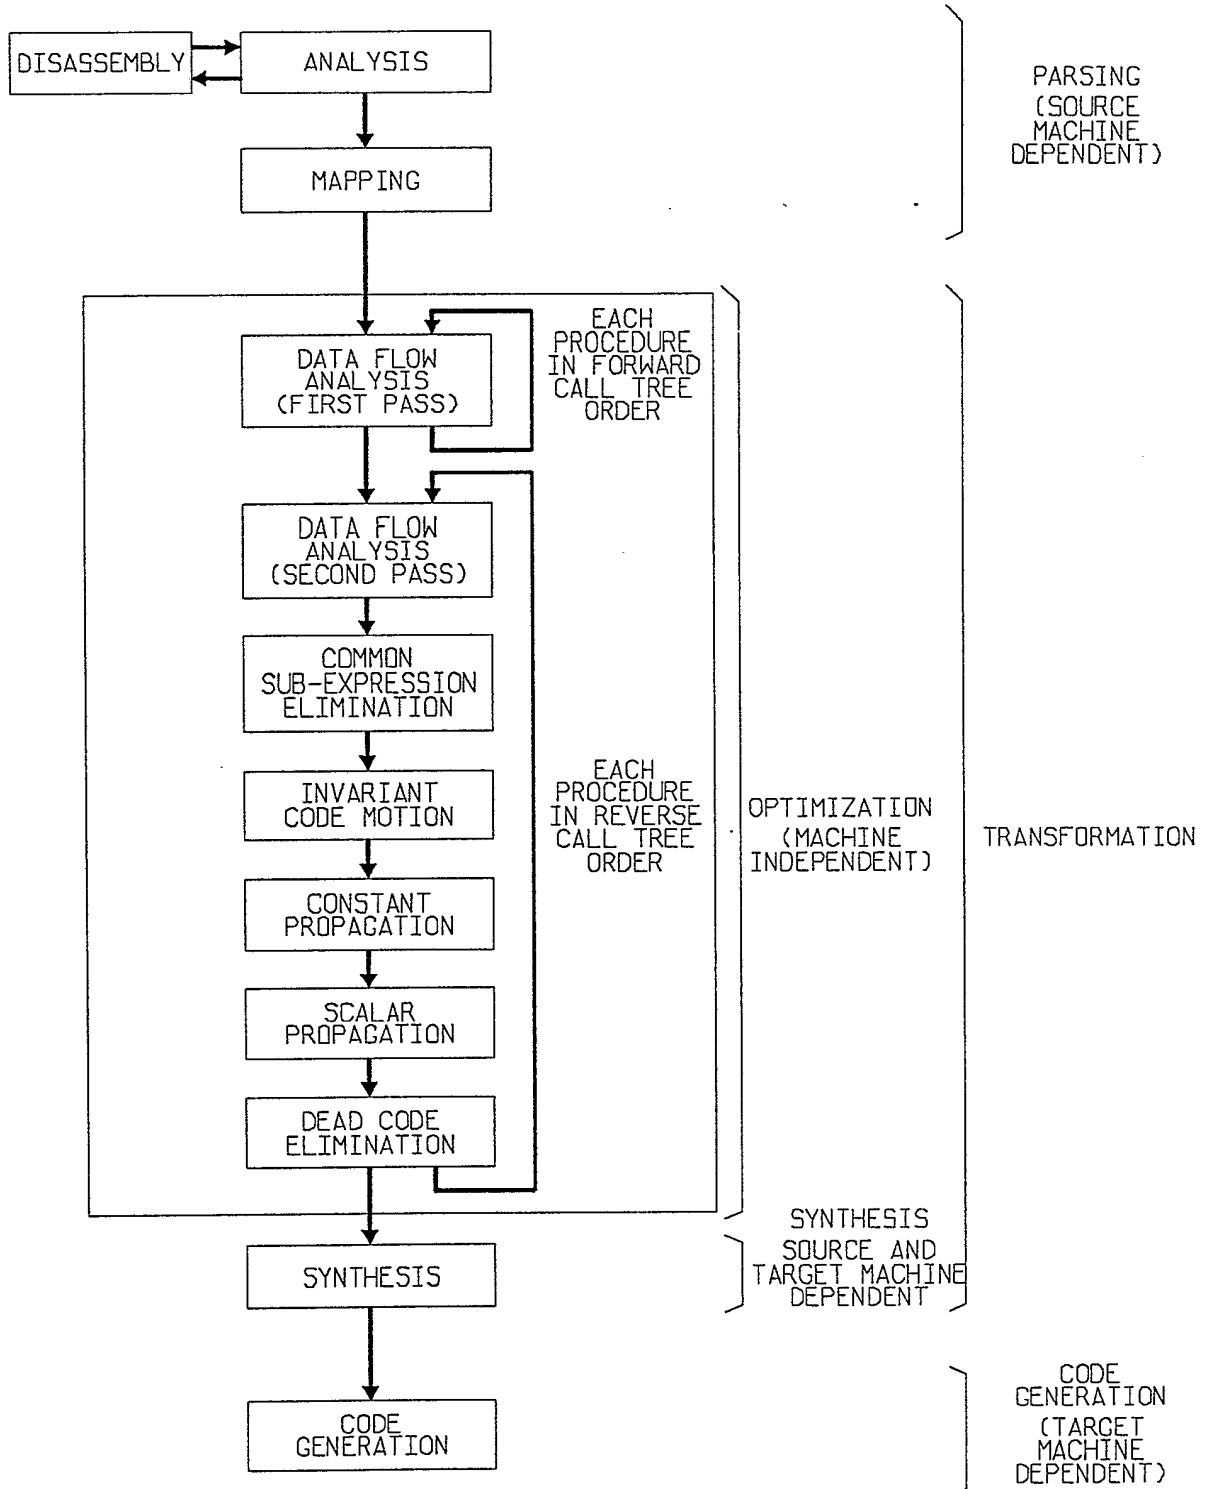 DISASSEMBLY
ANALYSIS
PARSING
(SOURCE
MACHINE
DEPENDENT)
MAPPING
EACH
PROCEDURE
IN FORWARD
CALL TREE
ORDER
DATA FLOW
ANALYSIS
(FIRST PASS)
DATA FLOW
ANALYSIS
(SECOND PASS)
COMMON
SUB-EXPRESSION
ELIMINATION
INVARIANT
CODE MOTION
EACH
PROCEDURE
IN REVERSE
CALL TREE
ORDER
OPTIMIZATION
(MACHINE
INDEPENDENT)
TRANSFORMATION
CONSTANT
PROPAGATION
SCALAR
PROPAGATION
DEAD CODE
ELIMINATION
SYNTHESIS
SOURCE AND
TARGET MACHINE
DEPENDENT
SYNTHESIS
CODE
GENERATION
(TARGET
MACHINE
DEPENDENT)
CODE
GENERATION